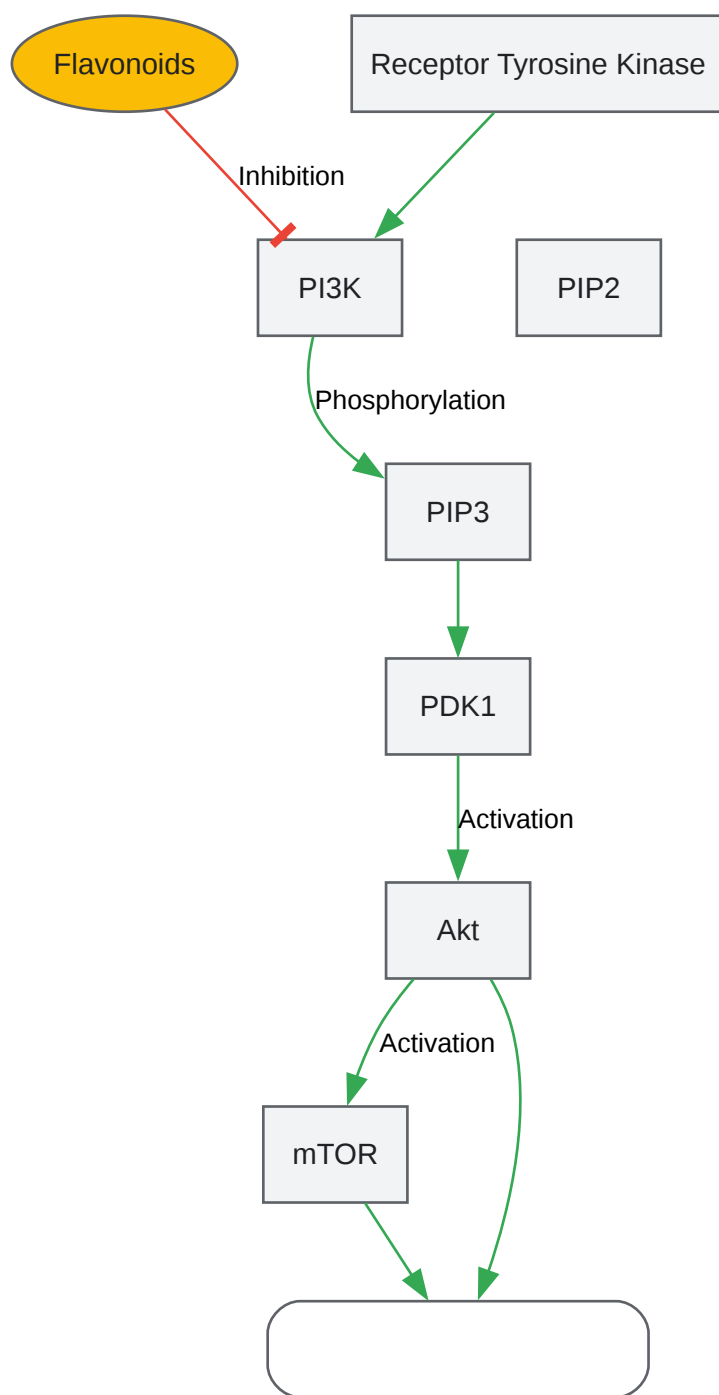 Flavonoids
Receptor Tyrosine Kinase
Inhibition
PI3K
PIP2
Phosphorylation
PIP3
PDK1
Activation
Akt
Activation
mTOR